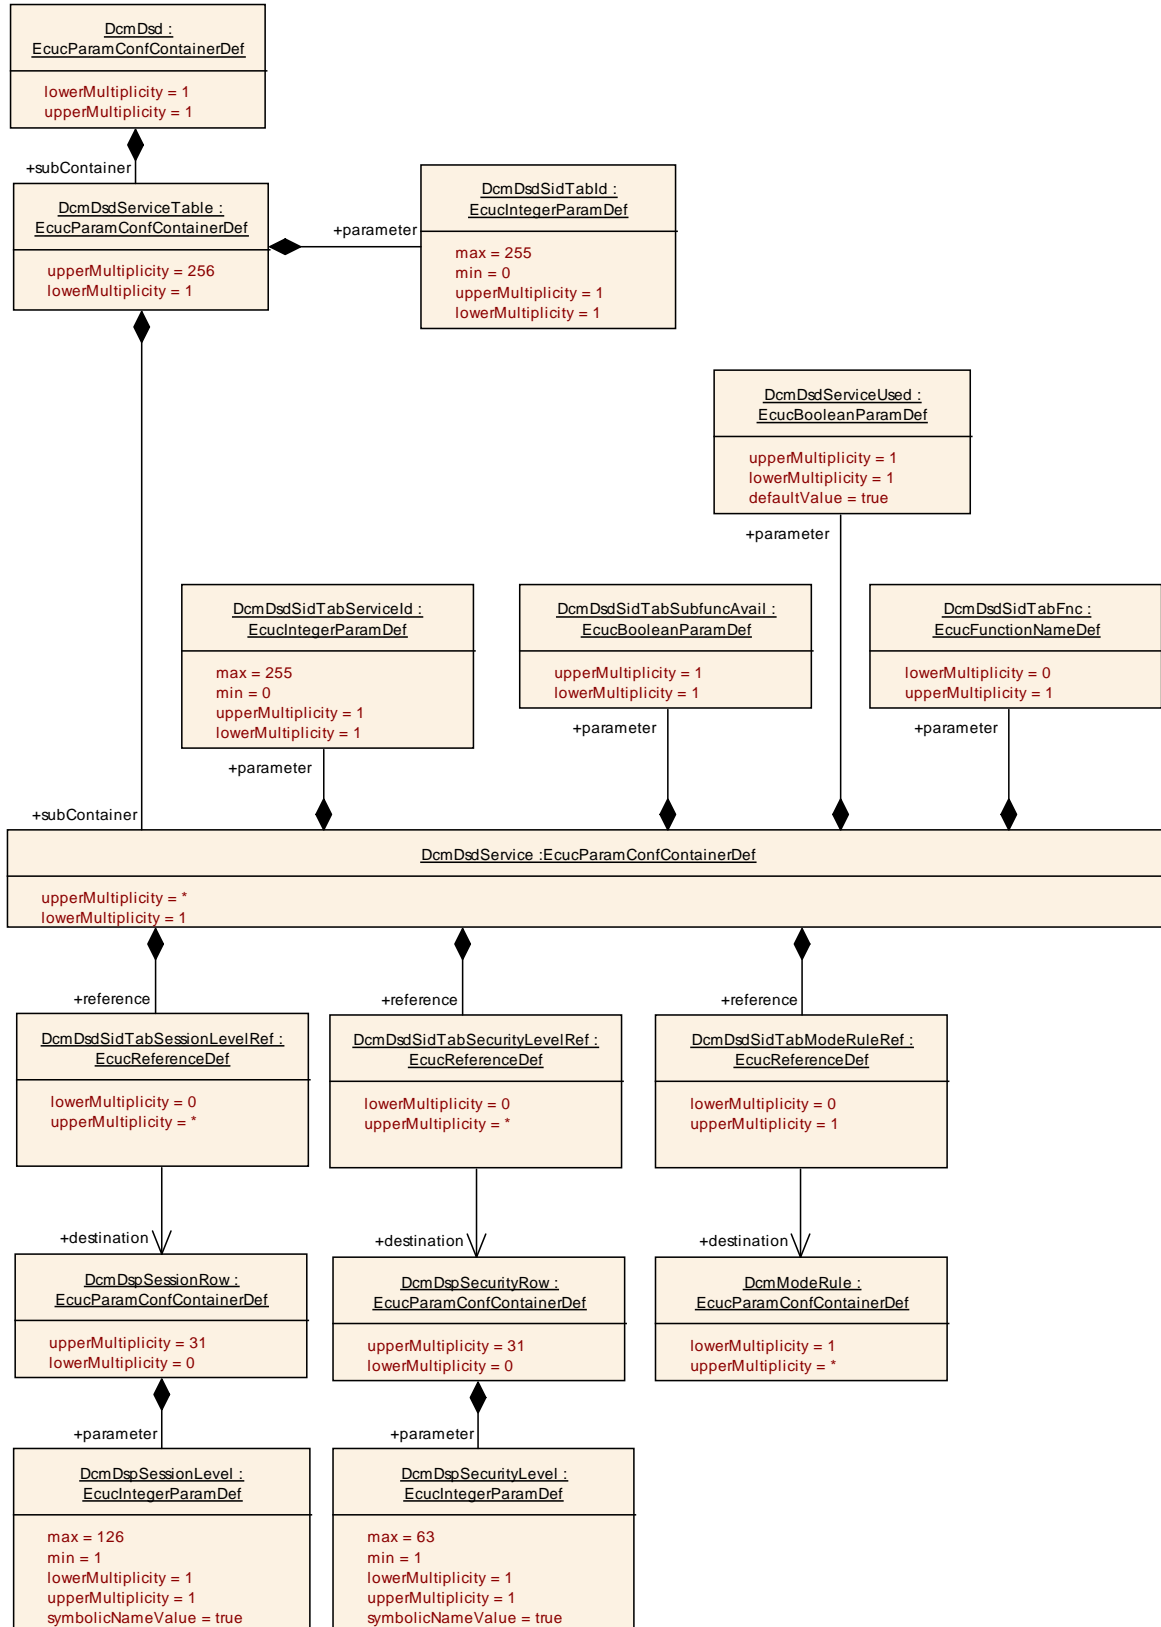 DcmDsd :
EcucParamConfContainerDef
lowerMultiplicity = 1
upperMultiplicity = 1
+subContainer
DcmDsdServiceTable :
EcucParamConfContainerDef
upperMultiplicity = 256
lowerMultiplicity = 1
+parameter
DcmDsdSidTabId :
EcucIntegerParamDef
max = 255
min = 0
upperMultiplicity = 1
lowerMultiplicity = 1
DcmDsdServiceUsed :
EcucBooleanParamDef
upperMultiplicity = 1
lowerMultiplicity = 1
defaultValue = true
+parameter
DcmDsdSidTabServiceId :
EcucIntegerParamDef
max = 255
min = 0
upperMultiplicity = 1
lowerMultiplicity = 1
+parameter
DcmDsdSidTabSubfuncAvail :
EcucBooleanParamDef
upperMultiplicity = 1
lowerMultiplicity = 1
+parameter
DcmDsdSidTabFnc :
EcucFunctionNameDef
lowerMultiplicity = 0
upperMultiplicity = 1
+parameter
+subContainer
DcmDsdService :EcucParamConfContainerDef
upperMultiplicity = *
lowerMultiplicity = 1
+reference
DcmDsdSidTabSessionLevelRef :
EcucReferenceDef
lowerMultiplicity = 0
upperMultiplicity = *
+reference
DcmDsdSidTabSecurityLevelRef :
EcucReferenceDef
lowerMultiplicity = 0
upperMultiplicity = *
+reference
DcmDsdSidTabModeRuleRef :
EcucReferenceDef
lowerMultiplicity = 0
upperMultiplicity = 1
+destination
DcmDspSessionRow :
EcucParamConfContainerDef
upperMultiplicity = 31
lowerMultiplicity = 0
+destination
DcmDspSecurityRow :
EcucParamConfContainerDef
upperMultiplicity = 31
lowerMultiplicity = 0
+destination
DcmModeRule :
EcucParamConfContainerDef
lowerMultiplicity = 1
upperMultiplicity = *
+parameter
DcmDspSessionLevel :
EcucIntegerParamDef
max = 126
min = 1
lowerMultiplicity = 1
upperMultiplicity = 1
symbolicNameValue = true
+parameter
DcmDspSecurityLevel :
EcucIntegerParamDef
max = 63
min = 1
lowerMultiplicity = 1
upperMultiplicity = 1
symbolicNameValue = true